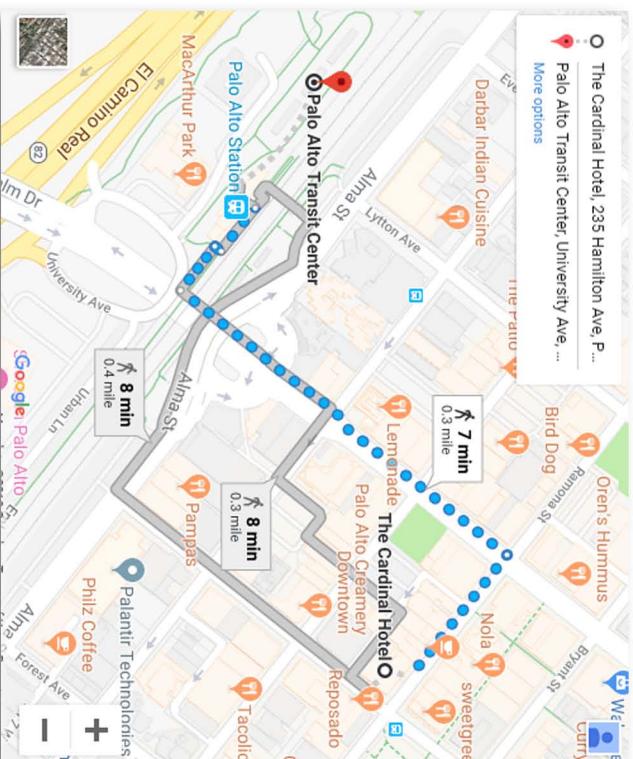 The Cardinal Hotel, 235 Hamilton Ave, P...
Palo Alto Transit Center, University Ave, ...
More options
Darbar Indian Cuisine
Alma St
Lytton Ave
Palo Alto Transit Center
Palo Alto Station
MacArthur Park
El Camino Real
82
University Ave
Urban Ln
Alma St
8 min
0.4 mile
7 min
0.3 mile
8 min
0.3 mile
Bird Dog
Oren's Hummus
Ramona St
Lemonade
Palo Alto Creamery
Downtown
The Cardinal Hotel
Pampas
Nola
Bryant St
Reposado
Palantir Technologies
Philz Coffee
Forest Ave
Alma
Google
Palo Alto
+
−